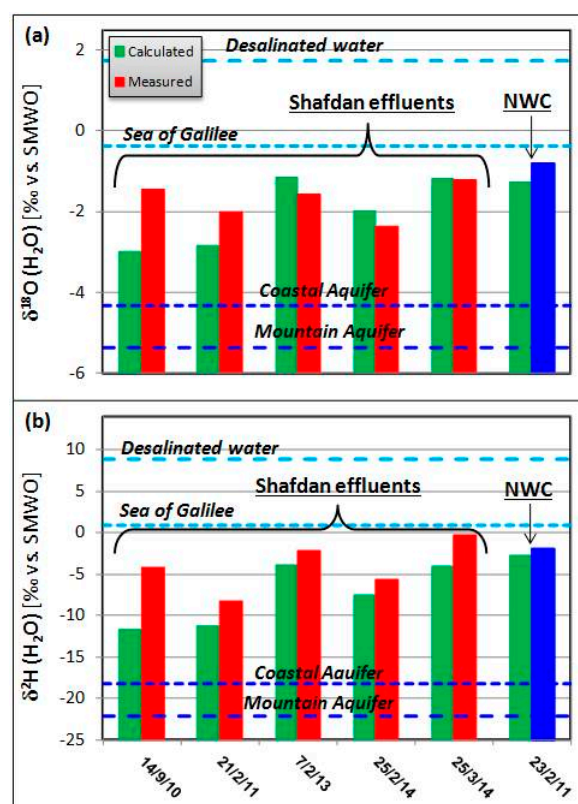 (a)
Desalinated water
Calculated
Measured
Shafdan effluents
NWC
Sea of Galilee
Coastal Aquifer
Mountain Aquifer
2
0
-2
-4
-6
δ¹⁸O (H₂O) [‰ vs. SMWO]
(b)
Desalinated water
Shafdan effluents
NWC
Sea of Galilee
Coastal Aauifer
Mountain Aquifer
10
5
0
-5
-10
-15
-20
-25
δ²H (H₂O) [‰ vs. SMWO]
14/9/10
21/2/11
7/2/13
25/2/14
25/3/14
23/2/11